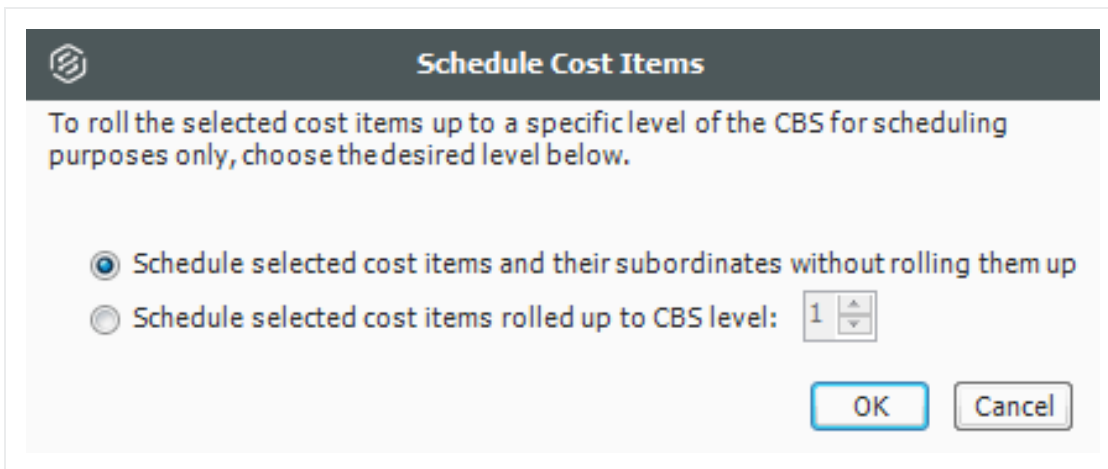 Schedule Cost Items
To roll the selected cost items up to a specific level of the CBS for scheduling
purposes only, choose the desired level below.
Schedule selected cost items and their subordinates without rolling them up
Schedule selected cost items rolled up to CBS level: 1
OK Cancel